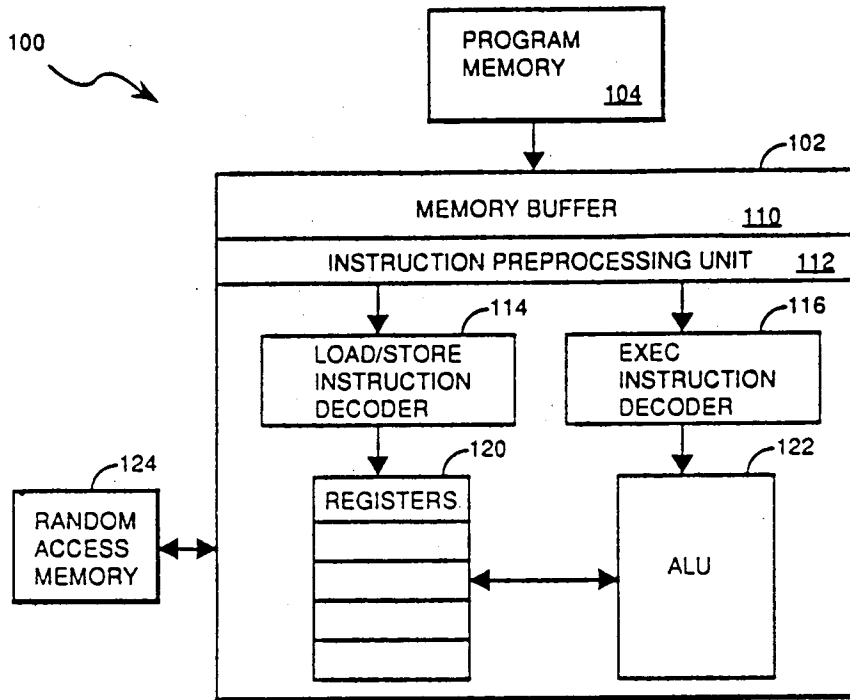 100
PROGRAM
MEMORY
104
102
MEMORY BUFFER
110
INSTRUCTION PREPROCESSING UNIT
112
114
116
LOAD/STORE
INSTRUCTION
DECODER
EXEC
INSTRUCTION
DECODER
124
120
122
RANDOM
ACCESS
MEMORY
REGISTERS
ALU